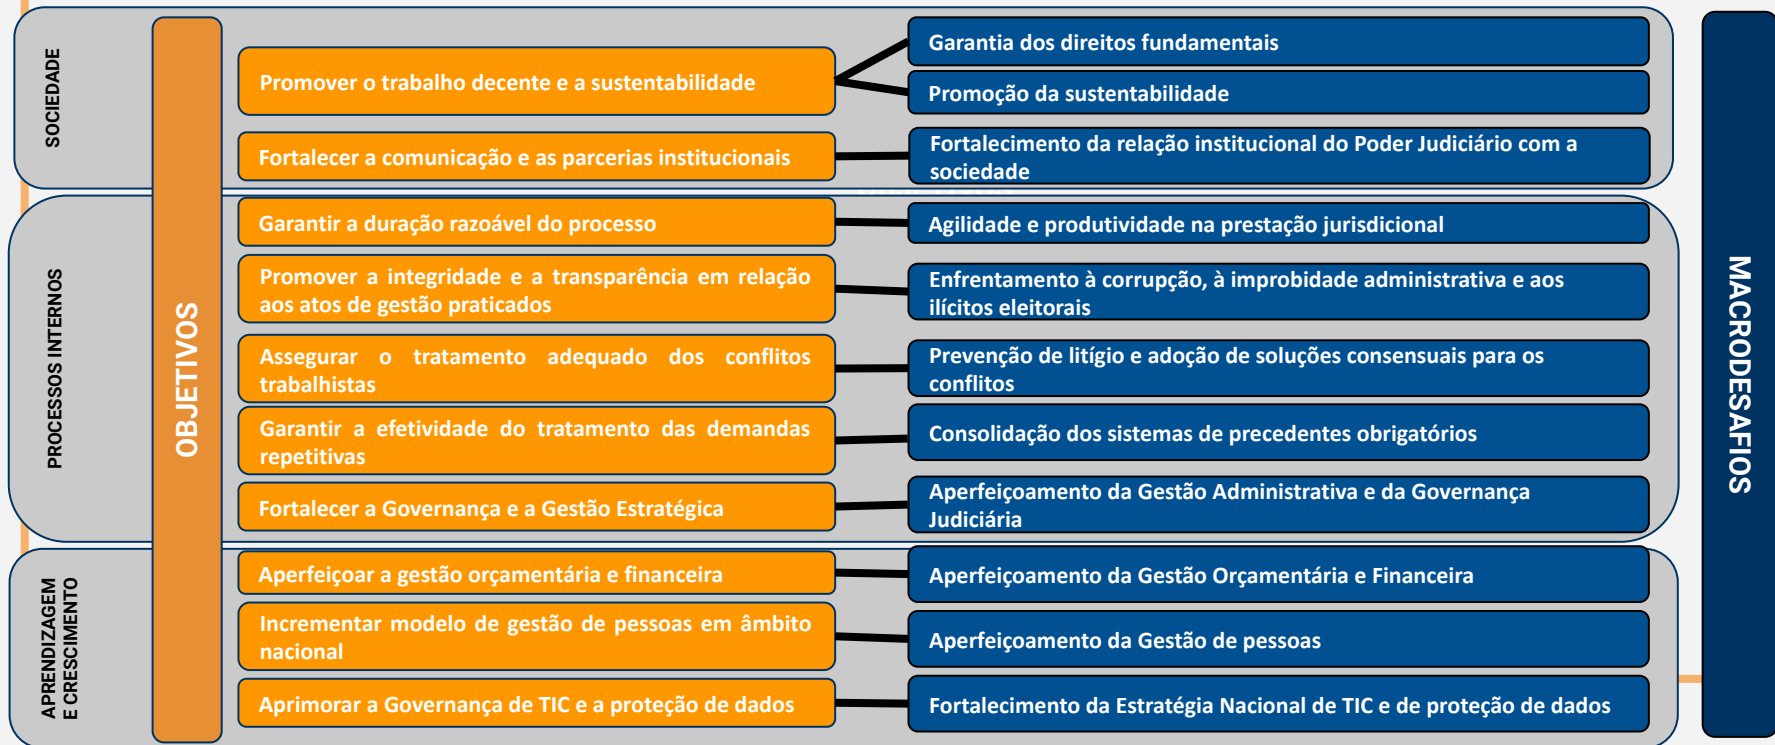 SOCIEDADE
OBJETIVOS
Promover o trabalho decente e a sustentabilidade
Garantia dos direitos fundamentais
Promoção da sustentabilidade
Fortalecer a comunicação e as parcerias institucionais
Fortalecimento da relação institucional do Poder Judiciário com a
sociedade
PROCESSOS INTERNOS
Garantir a duração razoável do processo
Agilidade e produtividade na prestação jurisdicional
Promover a integridade e a transparência em relação
aos atos de gestão praticados
Enfrentamento à corrupção, à improbidade administrativa e aos
ilícitos eleitorais
Assegurar o tratamento adequado dos conflitos
trabalhistas
Prevenção de litígio e adoção de soluções consensuais para os
conflitos
Garantir a efetividade do tratamento das demandas
repetitivas
Consolidação dos sistemas de precedentes obrigatórios
Fortalecer a Governança e a Gestão Estratégica
Aperfeiçoamento da Gestão Administrativa e da Governança
Judiciária
APRENDIZAGEM
E CRESCIMENTO
Aperfeiçoar a gestão orçamentária e financeira
Aperfeiçoamento da Gestão Orçamentária e Financeira
Incrementar modelo de gestão de pessoas em âmbito
nacional
Aperfeiçoamento da Gestão de pessoas
Aprimorar a Governança de TIC e a proteção de dados
Fortalecimento da Estratégia Nacional de TIC e de proteção de dados
MACRODESAFIOS